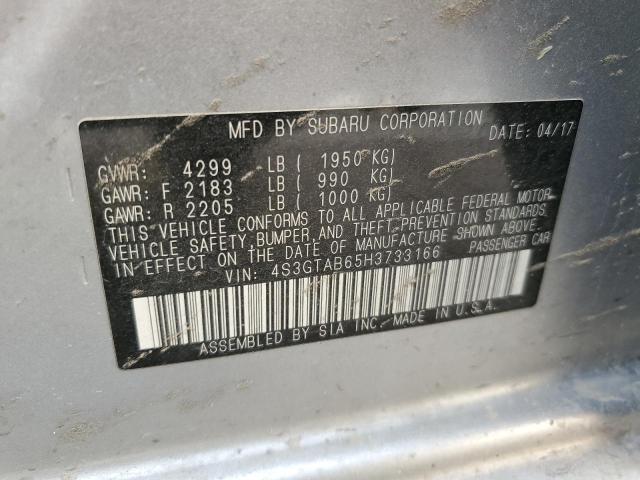 MFD BY SUBARU CORPORATION DATE: 04/17
GVWR: 4299 LB ( 1950 KG)
GAWR: F 2183 LB ( 990 KG)
GAWR: R 2205 LB ( 1000 KG)
THIS VEHICLE CONFORMS TO ALL APPLICABLE FEDERAL MOTOR
VEHICLE SAFETY, BUMPER AND THEFT PREVENTION STANDARDS
IN EFFECT ON THE DATE OF MANUFACTURE SHOWN ABOVE.
VIN: 4S3GTAB65H3733166 PASSENGER CAR
ASSEMBLED BY SIA INC. MADE IN U.S.A.